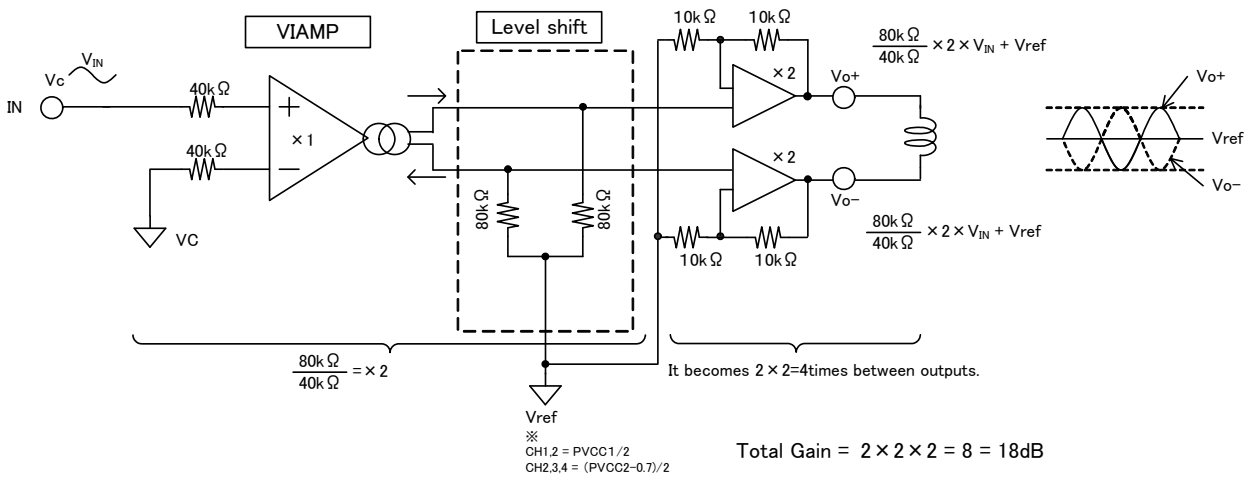 VIAMP
Level shift
10kΩ
10kΩ
80kΩ
40kΩ
×2×VIN + Vref
VIN
Vc
IN
40kΩ
+
×1
40kΩ
−
VC
80kΩ
80kΩ
×2
Vo+
×2
Vo−
10kΩ
10kΩ
80kΩ
40kΩ
×2×VIN + Vref
Vo+
Vref
Vo−
80kΩ
40kΩ
=×2
It becomes 2×2=4times between outputs.
Vref
※
CH1,2 = PVCC1/2
CH2,3,4 = (PVCC2-0.7)/2
Total Gain = 2×2×2 = 8 = 18dB